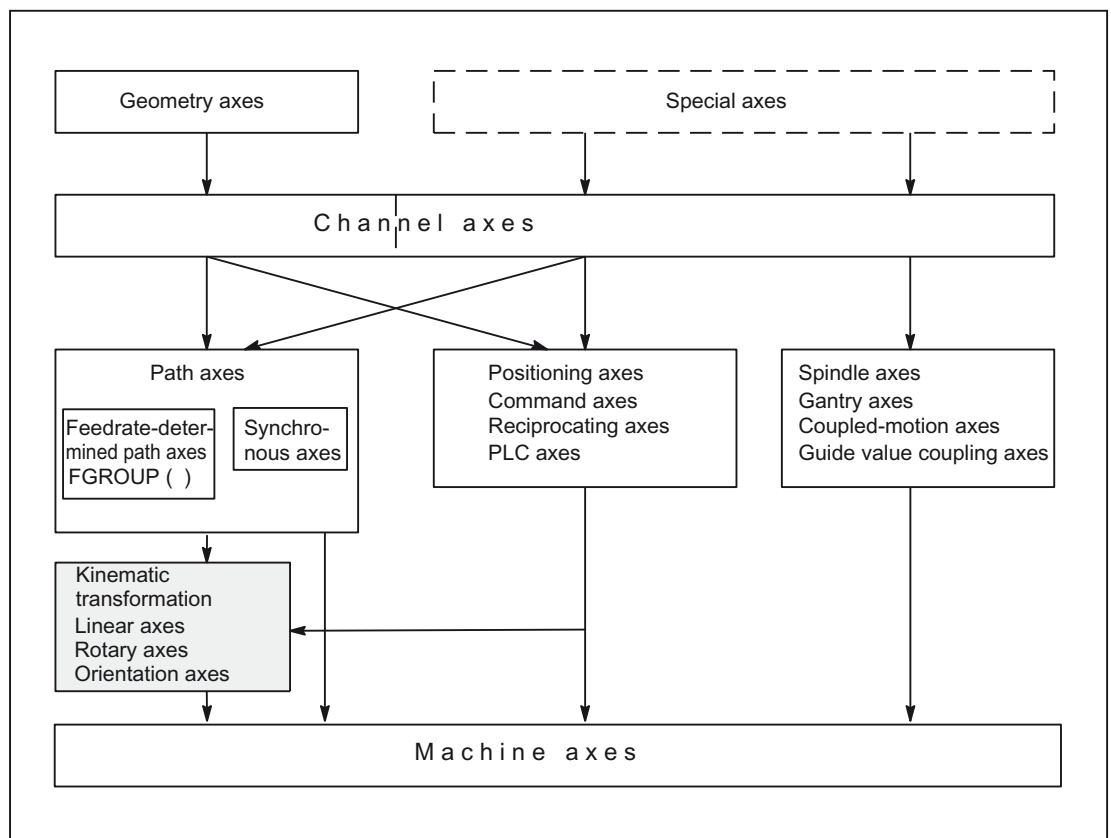 Geometry axes
Special axes
Channel axes
Path axes
Feedrate-deter-
mined path axes
FGROUP ( )
Synchro-
nous axes
Positioning axes
Command axes
Reciprocating axes
PLC axes
Spindle axes
Gantry axes
Coupled-motion axes
Guide value coupling axes
Kinematic
transformation
Linear axes
Rotary axes
Orientation axes
Machine axes